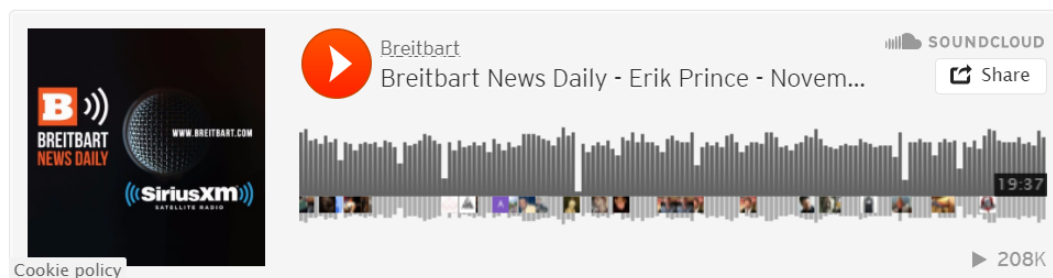 B
BREITBART
NEWS DAILY
WWW.BREITBART.COM
SiriusXM
SATELLITE RADIO
Cookie policy
Breitbart
Breitbart News Daily - Erik Prince - Novem...
SOUNDCLOUD
Share
19:37
A
208K